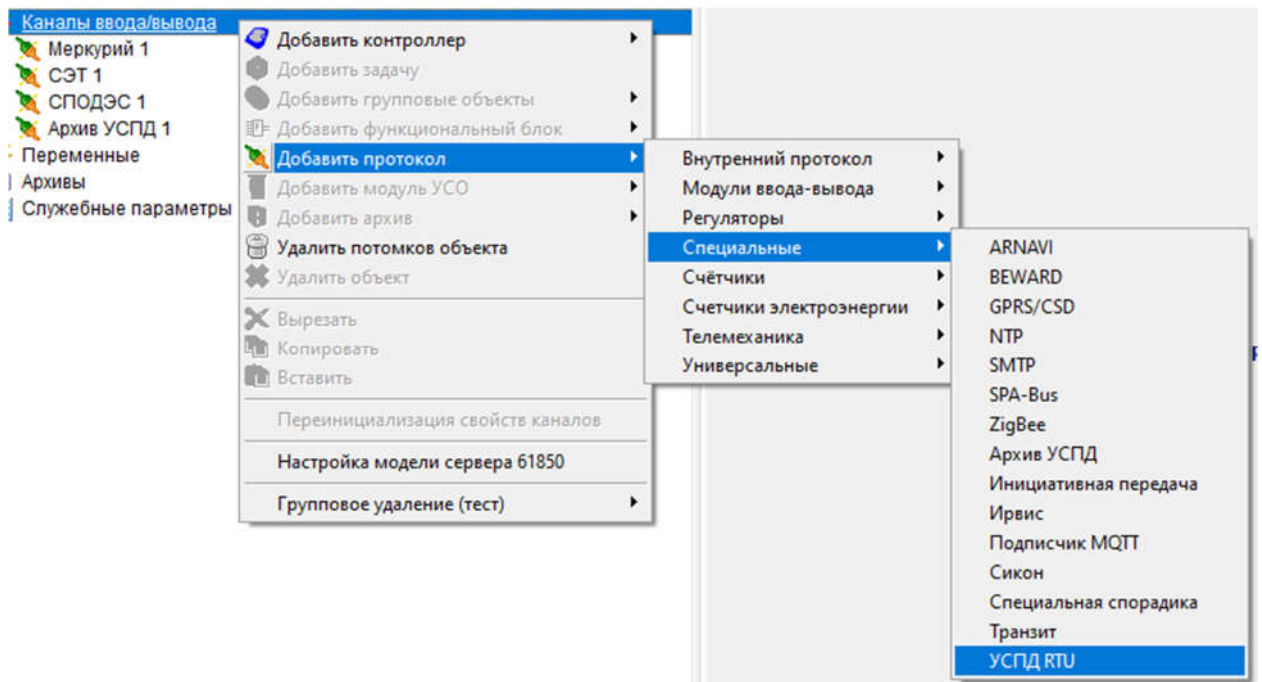 Каналы ввода/вывода
Меркурий 1
СЭТ 1
СПОДЭС 1
Архив УСПД 1
Переменные
Архивы
Служебные параметры
Добавить контроллер
Добавить задачу
Добавить групповые объекты
Добавить функциональный блок
Добавить протокол
Добавить модуль УСО
Добавить архив
Удалить потомков объекта
Удалить объект
Вырезать
Копировать
Вставить
Переинициализация свойств каналов
Настройка модели сервера 61850
Групповое удаление (тест)
Внутренний протокол
Модули ввода-вывода
Регуляторы
Специальные
Счётчики
Счетчики электроэнергии
Телемеханика
Универсальные
ARNAVI
BEWARD
GPRS/CSD
NTP
SMTP
SPA-Bus
ZigBee
Архив УСПД
Инициативная передача
Ирвис
Подписчик MQTT
Сикон
Специальная спорадика
Транзит
УСПД RTU